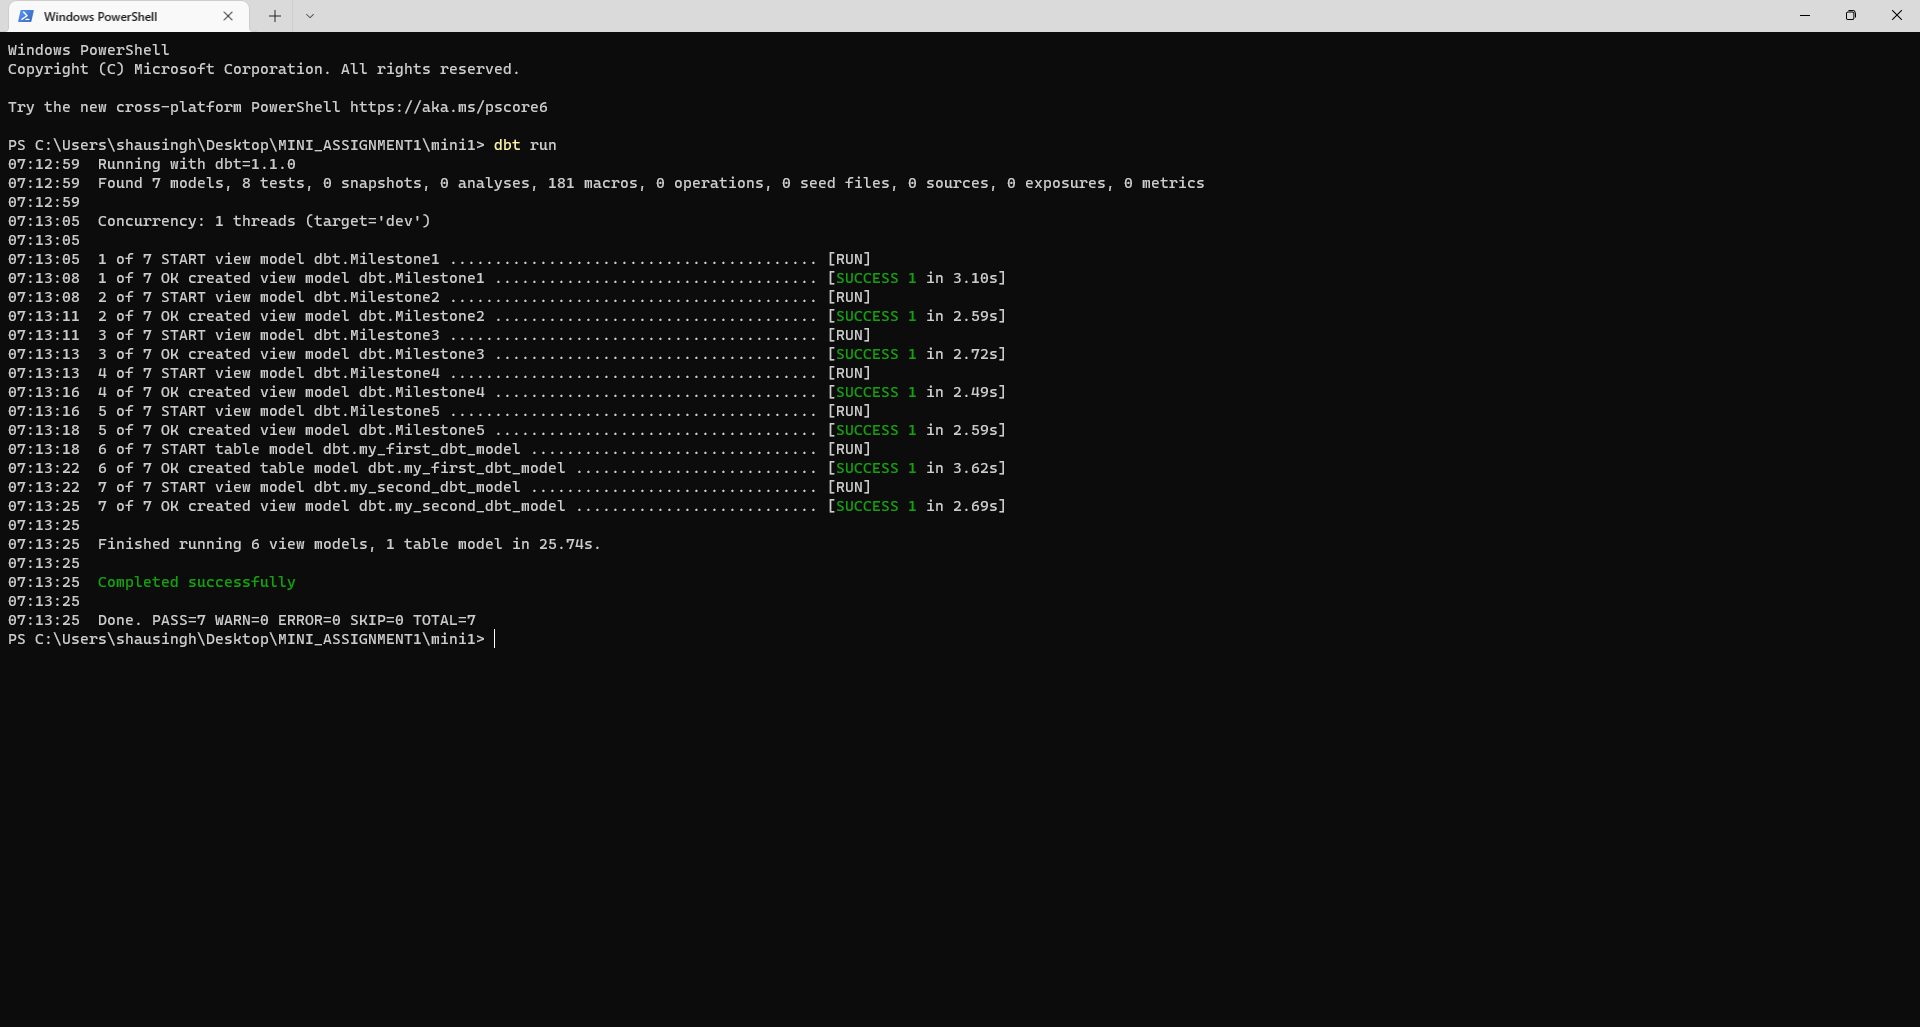 Windows PowerShell
Windows PowerShell
Copyright (C) Microsoft Corporation. All rights reserved.
Try the new cross-platform PowerShell https://aka.ms/pscore6
PS C:\Users\shausingh\Desktop\MINI_ASSIGNMENT1\mini1> dbt run
07:12:59  Running with dbt=1.1.0
07:12:59  Found 7 models, 8 tests, 0 snapshots, 0 analyses, 181 macros, 0 operations, 0 seed files, 0 sources, 0 exposures, 0 metrics
07:12:59
07:13:05  Concurrency: 1 threads (target='dev')
07:13:05
07:13:05  1 of 7 START view model dbt.Milestone1 ......................................... [RUN]
07:13:08  1 of 7 OK created view model dbt.Milestone1 .................................... [SUCCESS 1 in 3.10s]
07:13:08  2 of 7 START view model dbt.Milestone2 ......................................... [RUN]
07:13:11  2 of 7 OK created view model dbt.Milestone2 .................................... [SUCCESS 1 in 2.59s]
07:13:11  3 of 7 START view model dbt.Milestone3 ......................................... [RUN]
07:13:13  3 of 7 OK created view model dbt.Milestone3 .................................... [SUCCESS 1 in 2.72s]
07:13:13  4 of 7 START view model dbt.Milestone4 ......................................... [RUN]
07:13:16  4 of 7 OK created view model dbt.Milestone4 .................................... [SUCCESS 1 in 2.49s]
07:13:16  5 of 7 START view model dbt.Milestone5 ......................................... [RUN]
07:13:18  5 of 7 OK created view model dbt.Milestone5 .................................... [SUCCESS 1 in 2.59s]
07:13:18  6 of 7 START table model dbt.my_first_dbt_model ................................ [RUN]
07:13:22  6 of 7 OK created table model dbt.my_first_dbt_model ........................... [SUCCESS 1 in 3.62s]
07:13:22  7 of 7 START view model dbt.my_second_dbt_model ................................ [RUN]
07:13:25  7 of 7 OK created view model dbt.my_second_dbt_model ........................... [SUCCESS 1 in 2.69s]
07:13:25
07:13:25  Finished running 6 view models, 1 table model in 25.74s.
07:13:25
07:13:25  Completed successfully
07:13:25
07:13:25  Done. PASS=7 WARN=0 ERROR=0 SKIP=0 TOTAL=7
PS C:\Users\shausingh\Desktop\MINI_ASSIGNMENT1\mini1>